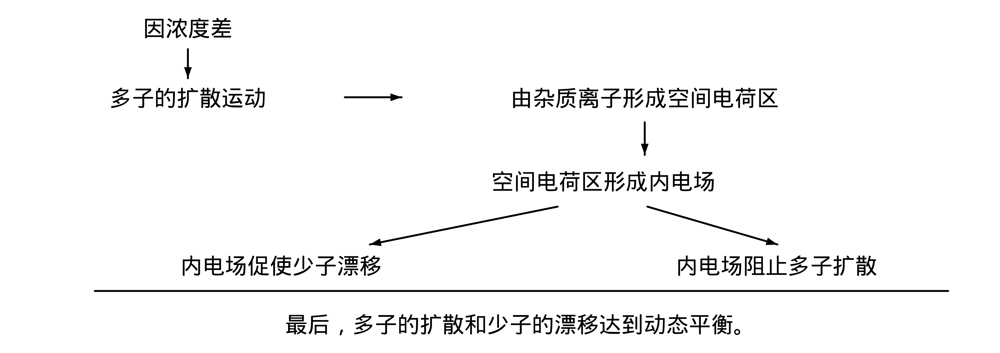 因浓度差
多子的扩散运动
由杂质离子形成空间电荷区
空间电荷区形成内电场
内电场促使少子漂移
内电场阻止多子扩散
最后，多子的扩散和少子的漂移达到动态平衡。